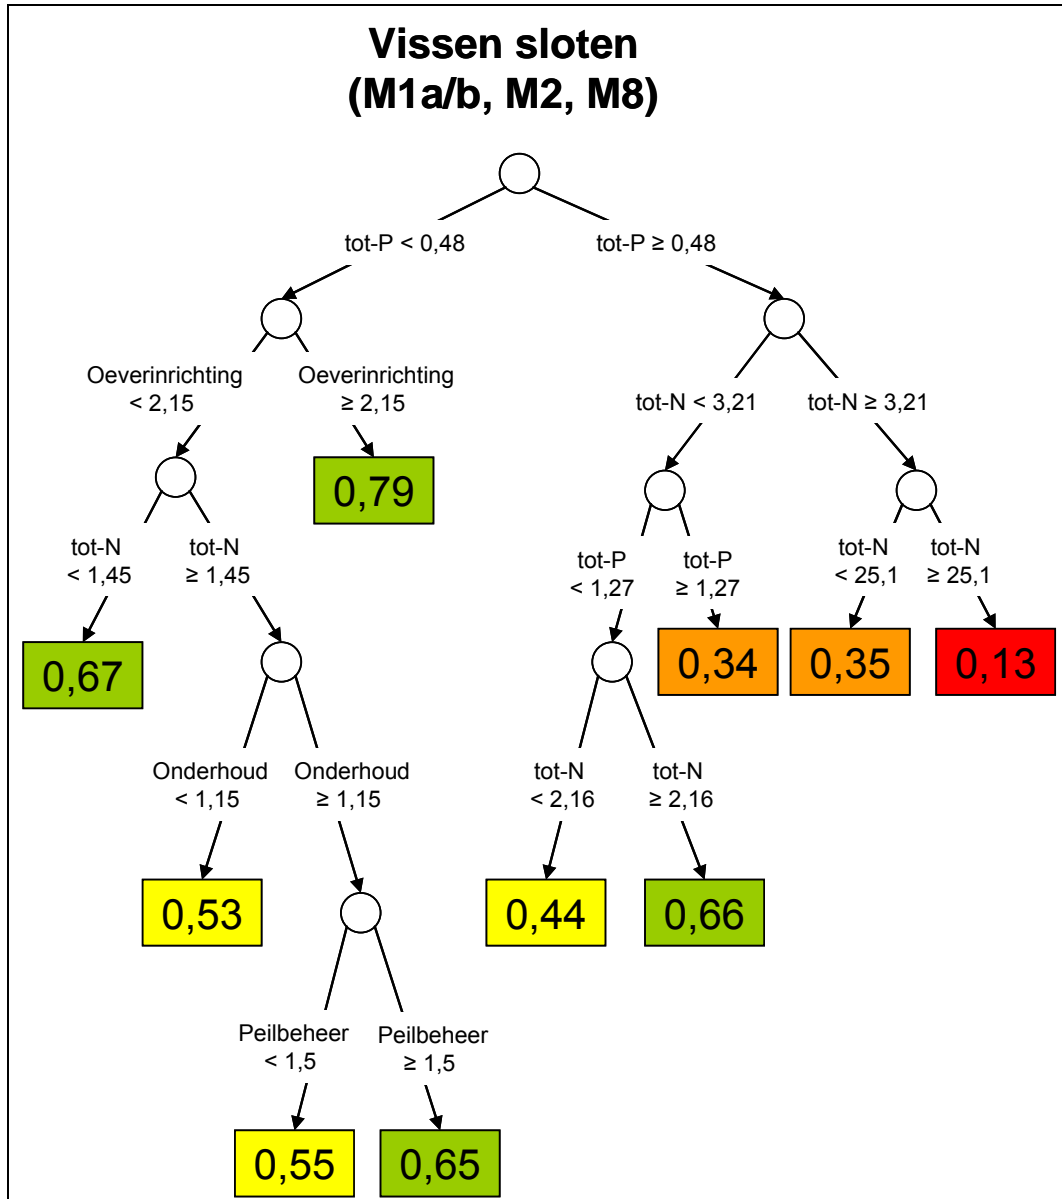 Vissen sloten
(M1a/b, M2, M8)
tot-P < 0,48
tot-P ≥ 0,48
Oeverinrichting
< 2,15
Oeverinrichting
≥ 2,15
tot-N < 3,21
tot-N ≥ 3,21
0,79
tot-N
< 1,45
tot-N
≥ 1,45
tot-P
< 1,27
tot-P
≥ 1,27
tot-N
< 25,1
tot-N
≥ 25,1
0,67
0,34
0,35
0,13
Onderhoud
< 1,15
Onderhoud
≥ 1,15
tot-N
< 2,16
tot-N
≥ 2,16
0,53
0,44
0,66
Peilbeheer
< 1,5
Peilbeheer
≥ 1,5
0,55
0,65